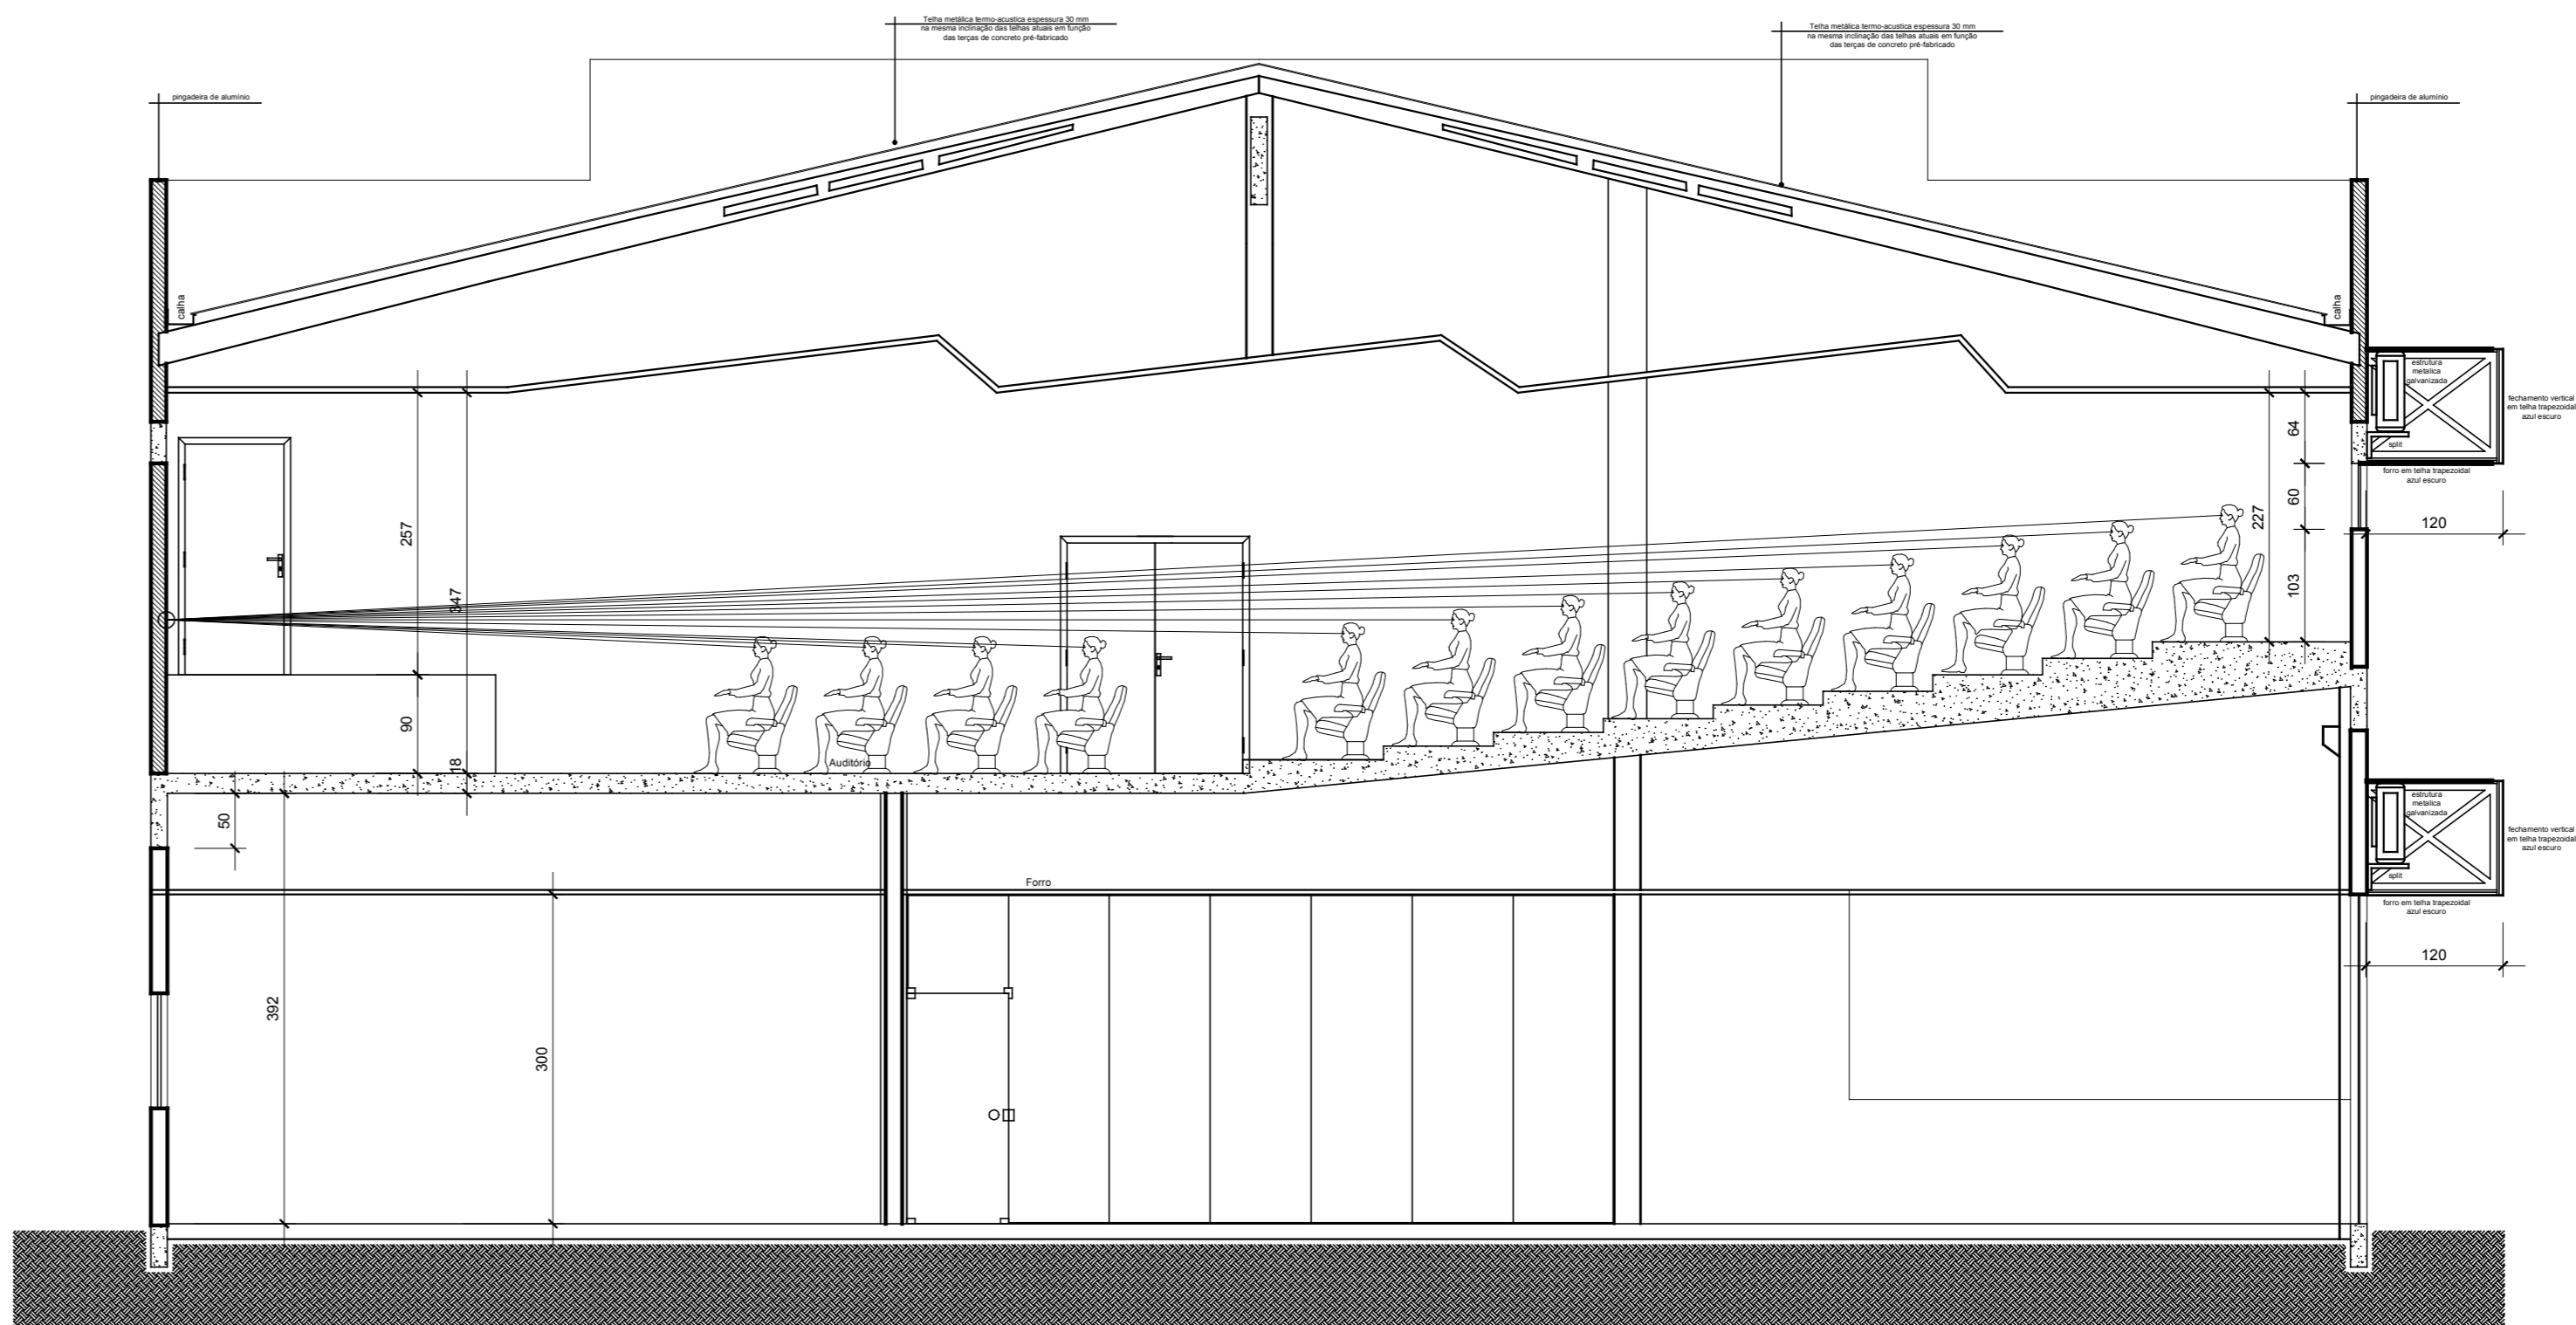 Telha metálica termo-acustica espessura 30 mm
na mesma inclinação das telhas atuais em função
das terças de concreto pré-fabricado
Telha metálica termo-acustica espessura 30 mm
na mesma inclinação das telhas atuais em função
das terças de concreto pré-fabricado
pingadeira de alumínio
pingadeira de alumínio
calha
calha
estrutura
metalica
galvanizada
fechamento vertical
em telha trapezoidal
azul escuro
split
forro em telha trapezoidal
azul escuro
64
60
227
120
103
257
347
90
18
Auditório
50
estrutura
metalica
galvanizada
fechamento vertical
em telha trapezoidal
azul escuro
split
forro em telha trapezoidal
azul escuro
Forro
120
392
300